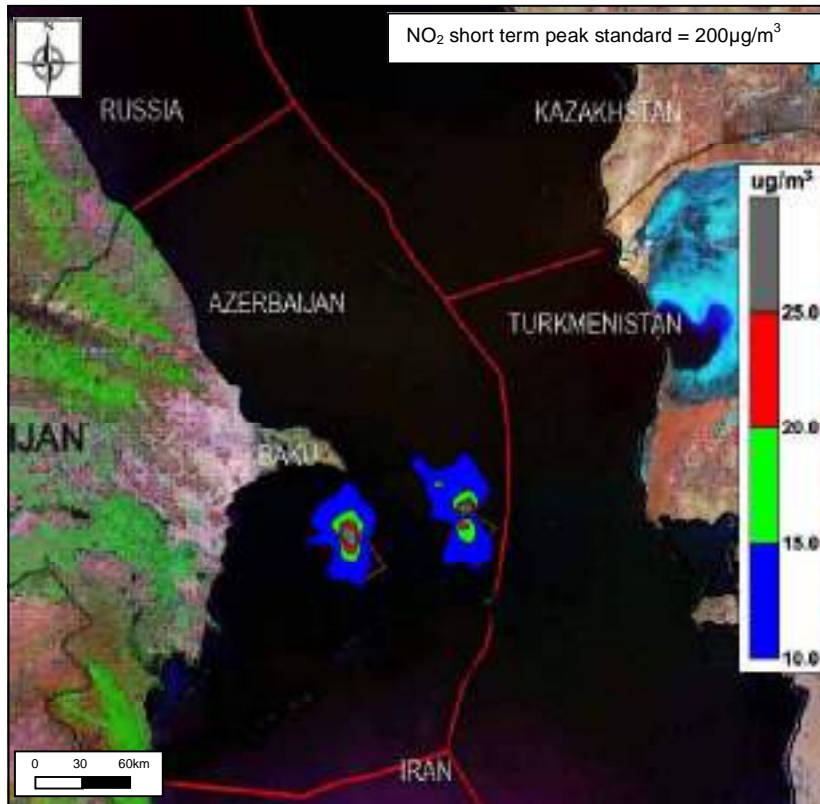 N
NO₂ short term peak standard = 200µg/m³
RUSSIA
KAZAKHSTAN
ug/m³
25.0
20.0
15.0
10.0
AZERBAIJAN
TURKMENISTAN
IJAN
BAKU
IRAN
0 30 60km